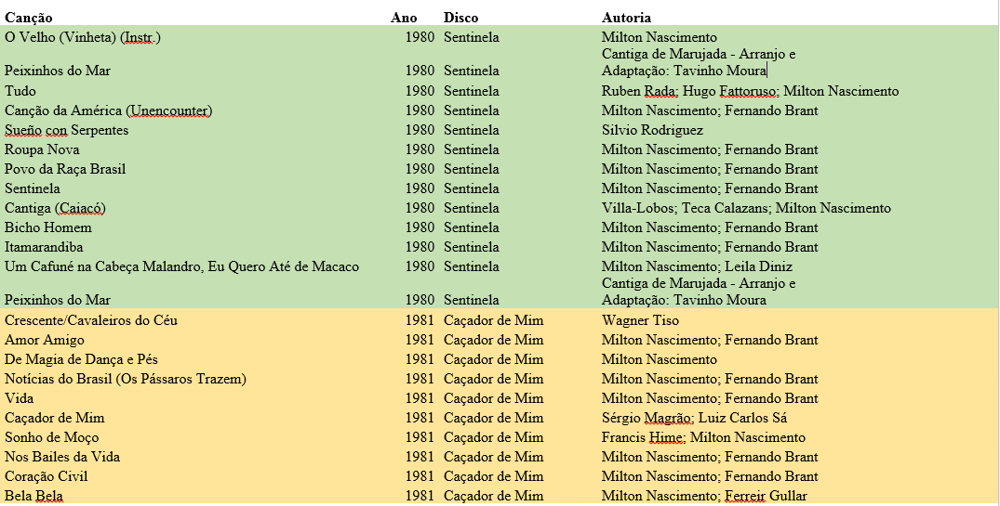 Canção Ano Disco Autoria
O Velho (Vinheta) (Instr.) 1980 Sentinela Milton Nascimento
Cantiga de Marujada - Arranjo e
Peixinhos do Mar 1980 Sentinela Adaptação: Tavinho Moura
Tudo 1980 Sentinela Ruben Rada; Hugo Fattoruso; Milton Nascimento
Canção da América (Unencounter) 1980 Sentinela Milton Nascimento; Fernando Brant
Sueño con Serpentes 1980 Sentinela Silvio Rodriguez
Roupa Nova 1980 Sentinela Milton Nascimento; Fernando Brant
Povo da Raça Brasil 1980 Sentinela Milton Nascimento; Fernando Brant
Sentinela 1980 Sentinela Milton Nascimento; Fernando Brant
Cantiga (Caiacó) 1980 Sentinela Villa-Lobos; Teca Calazans; Milton Nascimento
Bicho Homem 1980 Sentinela Milton Nascimento; Fernando Brant
Itamarandiba 1980 Sentinela Milton Nascimento; Fernando Brant
Um Cafuné na Cabeça Malandro, Eu Quero Até de Macaco 1980 Sentinela Milton Nascimento; Leila Diniz
Cantiga de Marujada - Arranjo e
Peixinhos do Mar 1980 Sentinela Adaptação: Tavinho Moura
Crescente/Cavaleiros do Céu 1981 Caçador de Mim Wagner Tiso
Amor Amigo 1981 Caçador de Mim Milton Nascimento; Fernando Brant
De Magia de Dança e Pés 1981 Caçador de Mim Milton Nascimento
Notícias do Brasil (Os Pássaros Trazem) 1981 Caçador de Mim Milton Nascimento; Fernando Brant
Vida 1981 Caçador de Mim Milton Nascimento; Fernando Brant
Caçador de Mim 1981 Caçador de Mim Sérgio Magrão; Luiz Carlos Sá
Sonho de Moço 1981 Caçador de Mim Francis Hime; Milton Nascimento
Nos Bailes da Vida 1981 Caçador de Mim Milton Nascimento; Fernando Brant
Coração Civil 1981 Caçador de Mim Milton Nascimento; Fernando Brant
Bela Bela 1981 Caçador de Mim Milton Nascimento; Ferreir Gullar